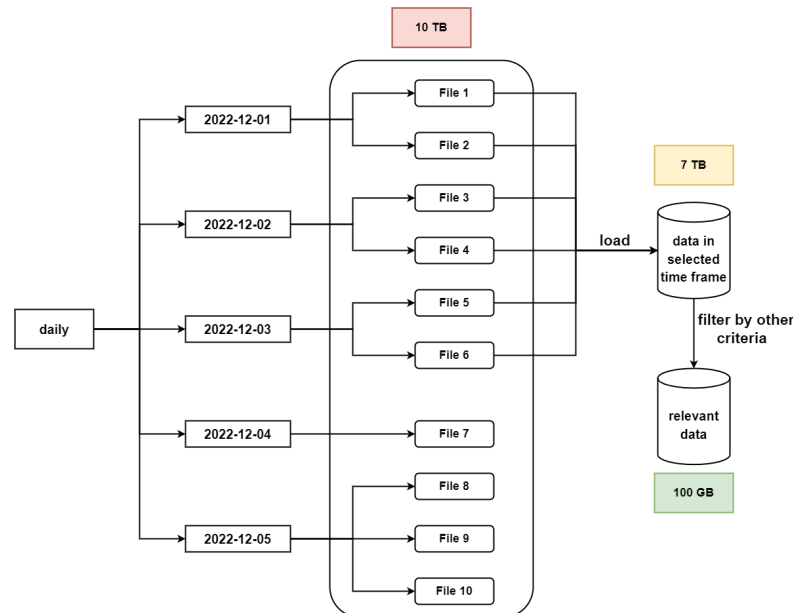 10 TB
File 1
2022-12-01
File 2
7 TB
File 3
2022-12-02
File 4
load
data in
selected
time frame
File 5
daily
2022-12-03
filter by other
criteria
File 6
relevant
data
2022-12-04
File 7
File 8
100 GB
2022-12-05
File 9
File 10